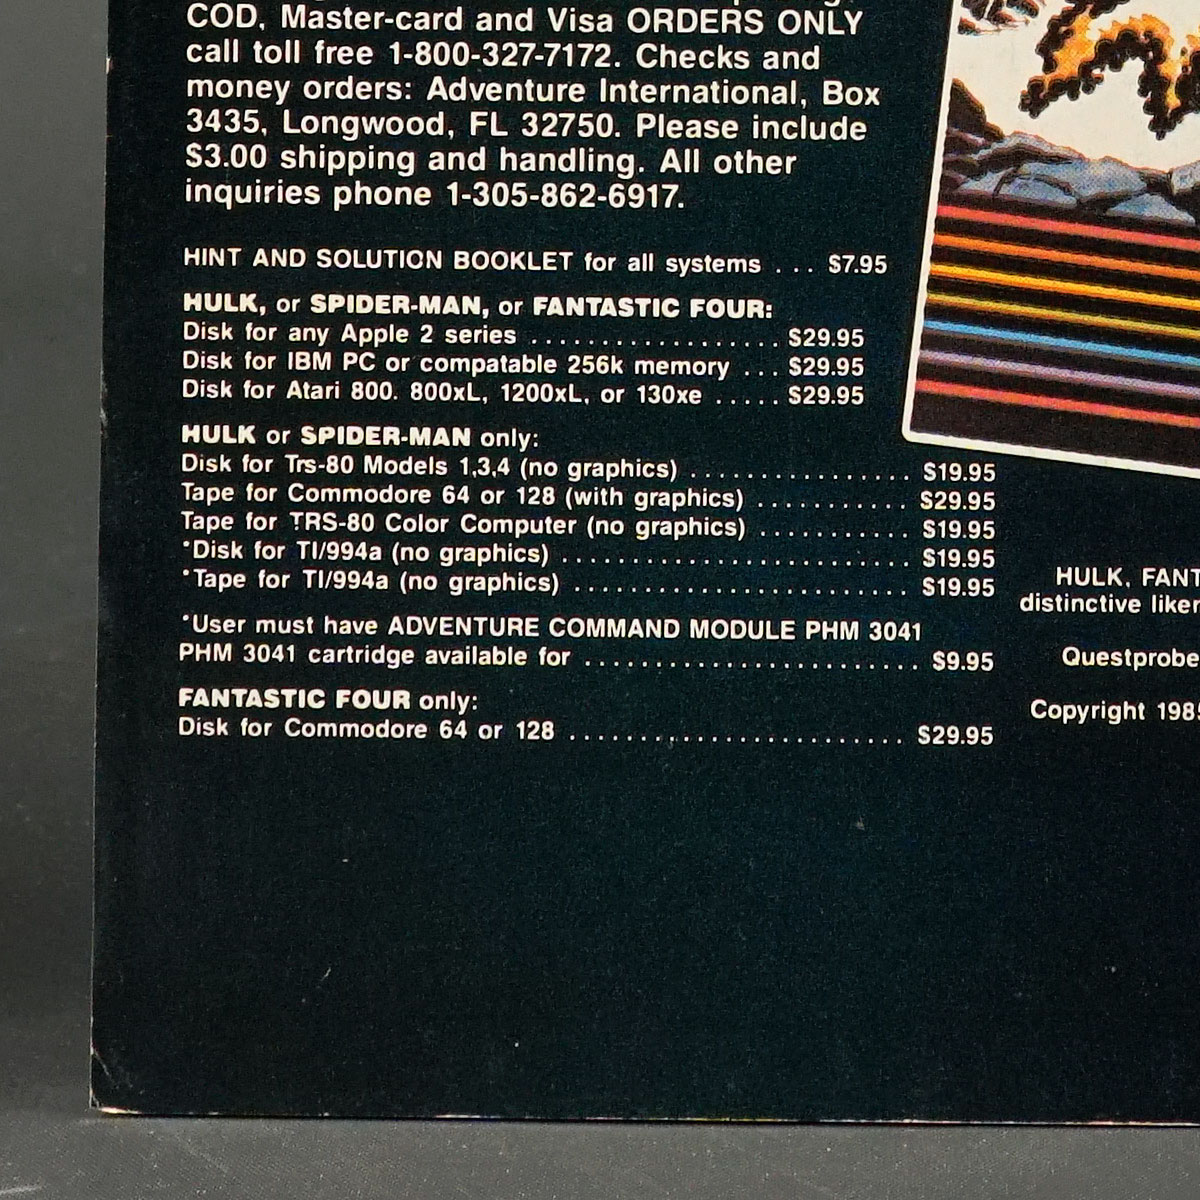 COD, Master-card and Visa ORDERS ONLY
call toll free 1-800-327-7172. Checks and
money orders: Adventure International, Box
3435, Longwood, FL 32750. Please include
$3.00 shipping and handling. All other
inquiries phone 1-305-862-6917.
HINT AND SOLUTION BOOKLET for all systems . . . $7.95
HULK, or SPIDER-MAN, or FANTASTIC FOUR:
Disk for any Apple 2 series . . . . . . . . . . . . . . . . . . $29.95
Disk for IBM PC or compatable 256k memory . . . $29.95
Disk for Atari 800. 800xL, 1200xL, or 130xe . . . . . $29.95
HULK or SPIDER-MAN only:
Disk for Trs-80 Models 1,3,4 (no graphics) . . . . . . . . . . . . . . . . $19.95
Tape for Commodore 64 or 128 (with graphics) . . . . . . . . . . . $29.95
Tape for TRS-80 Color Computer (no graphics) . . . . . . . . . . . $19.95
*Disk for TI/994a (no graphics) . . . . . . . . . . . . . . . . . . . . . . . . . $19.95
*Tape for TI/994a (no graphics) . . . . . . . . . . . . . . . . . . . . . . . . $19.95
*User must have ADVENTURE COMMAND MODULE PHM 3041
PHM 3041 cartridge available for . . . . . . . . . . . . . . . . . . . . . . . . $9.95
FANTASTIC FOUR only:
Disk for Commodore 64 or 128 . . . . . . . . . . . . . . . . . . . . . . . . $29.95
HULK, FANT
distinctive liker
Questprobe
Copyright 198